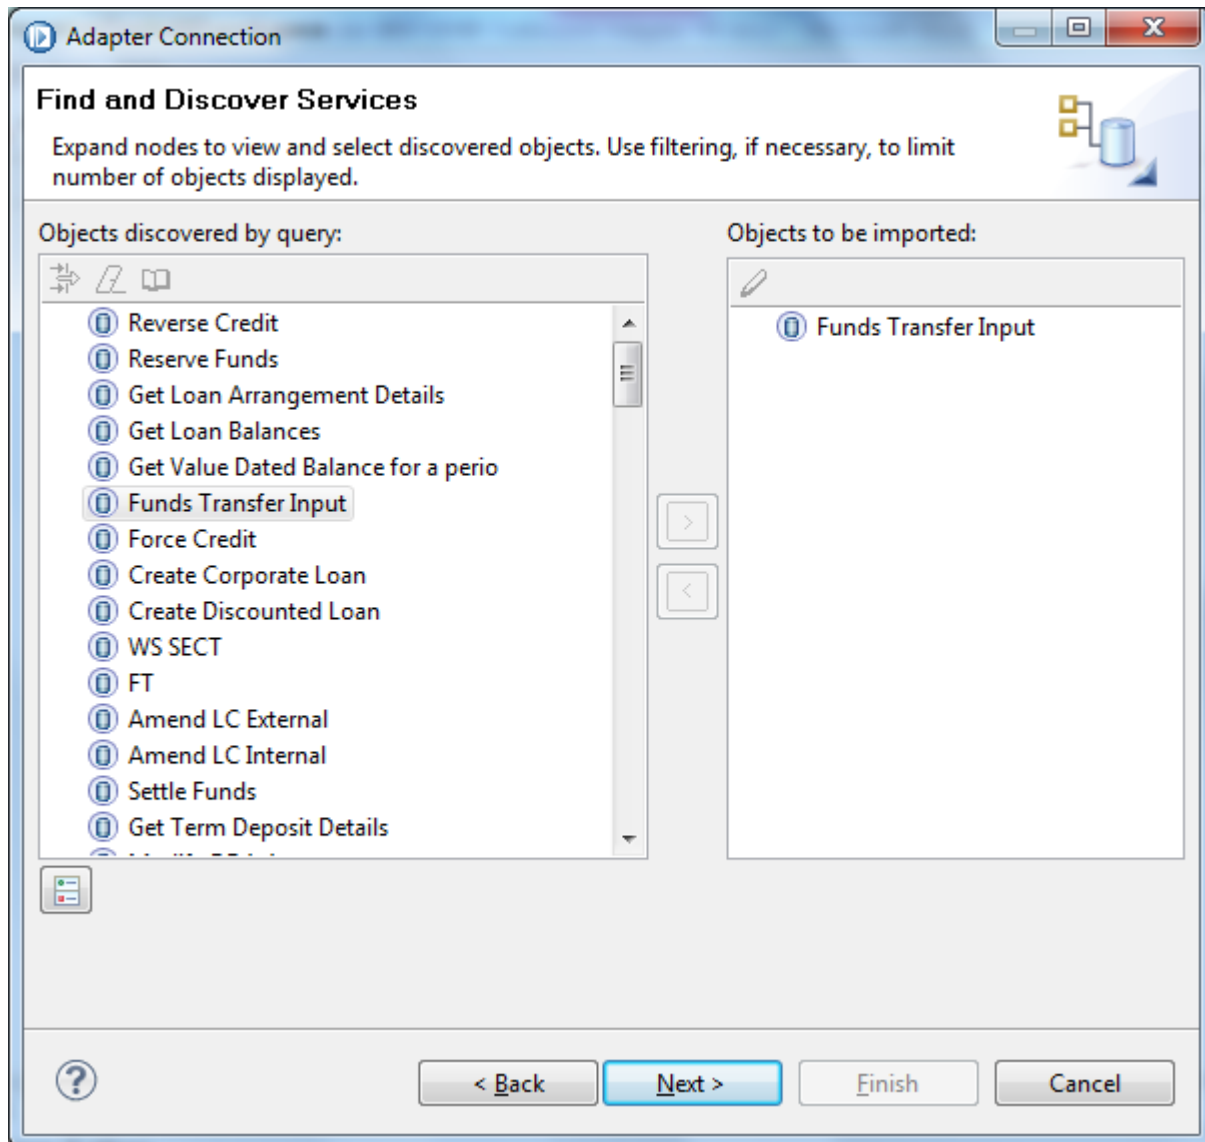 Adapter Connection
Find and Discover Services
Expand nodes to view and select discovered objects. Use filtering, if necessary, to limit
number of objects displayed.
Objects discovered by query:
Reverse Credit
Reserve Funds
Get Loan Arrangement Details
Get Loan Balances
Get Value Dated Balance for a perio
Funds Transfer Input
Force Credit
Create Corporate Loan
Create Discounted Loan
WS SECT
FT
Amend LC External
Amend LC Internal
Settle Funds
Get Term Deposit Details
Objects to be imported:
Funds Transfer Input
>
<
?
< Back
Next >
Finish
Cancel